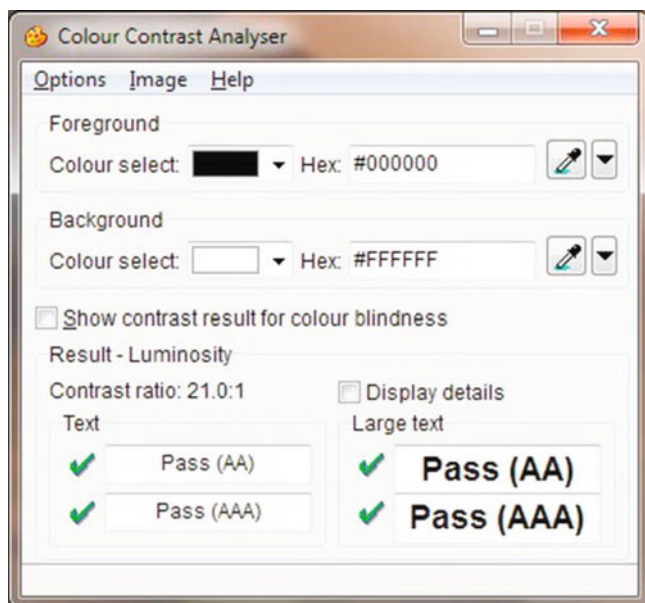 Colour Contrast Analyser
Options Image Help
Foreground
Colour select: Hex: #000000
Background
Colour select: Hex: #FFFFFF
Show contrast result for colour blindness
Result - Luminosity
Contrast ratio: 21.0:1 Display details
Text Large text
Pass (AA) Pass (AA)
Pass (AAA) Pass (AAA)